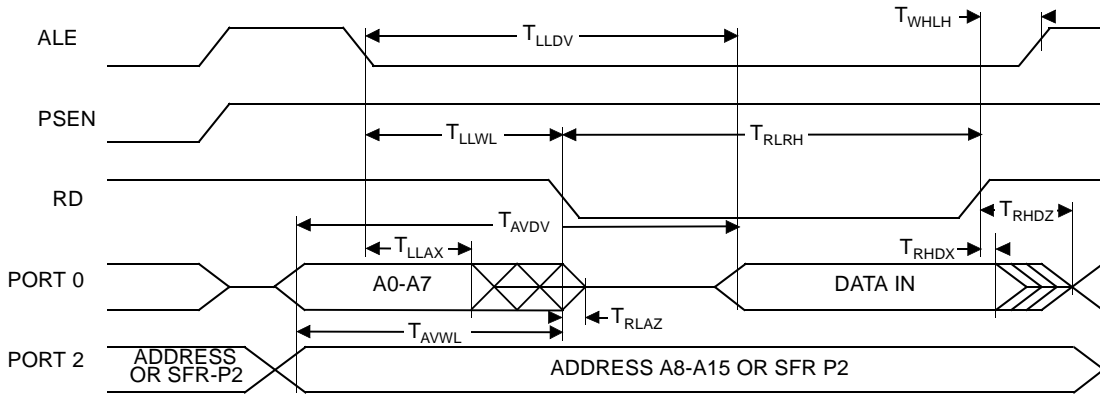 T_WHLH
ALE
T_LLDV
PSEN
T_LLWL
T_RLRH
RD
T_AVDV
T_RHDZ
T_LLAX
T_RHDX
PORT 0
A0-A7
DATA IN
T_RLAZ
T_AVWL
PORT 2
ADDRESS
OR SFR-P2
ADDRESS A8-A15 OR SFR P2